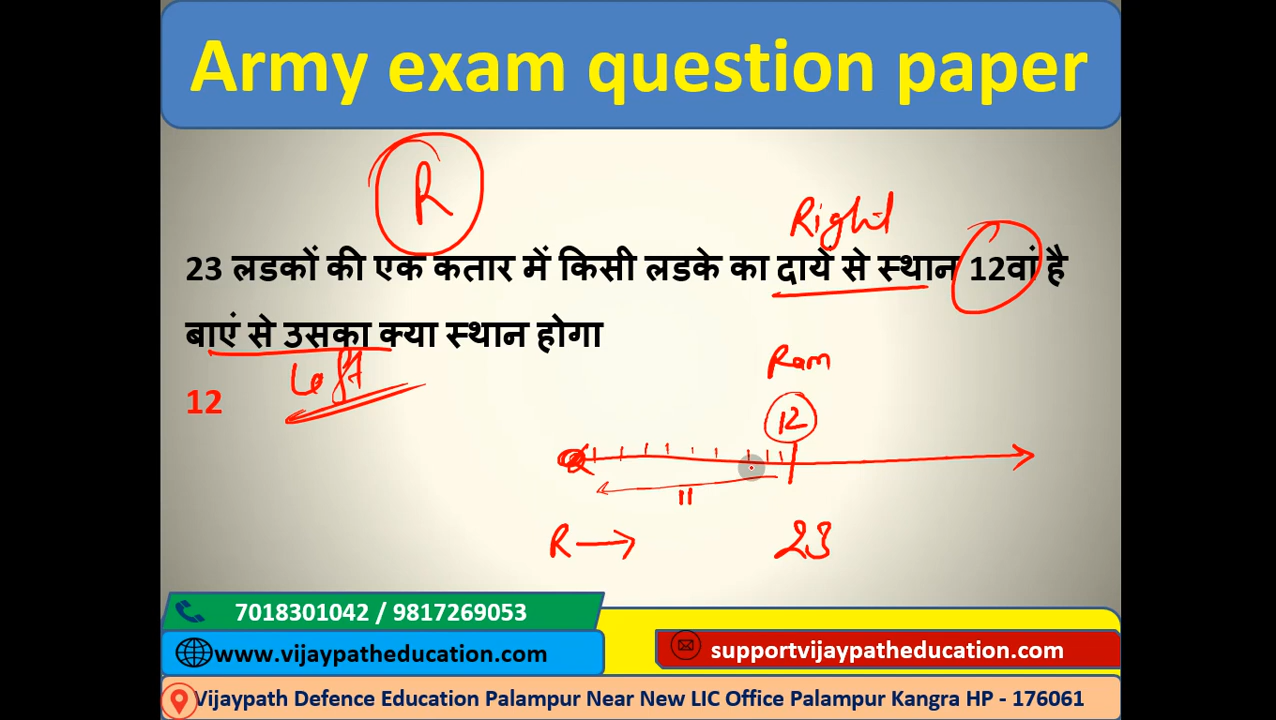 Army exam question paper
R
Right
23 लडकों की एक कतार में किसी लडके का दायें से स्थान 12वां है
बाएं से उसका क्या स्थान होगा
Left
Ram
12
12
11
R → 23
7018301042 / 9817269053
www.vijaypatheducation.com
supportvijaypatheducation.com
Vijaypath Defence Education Palampur Near New LIC Office Palampur Kangra HP - 176061